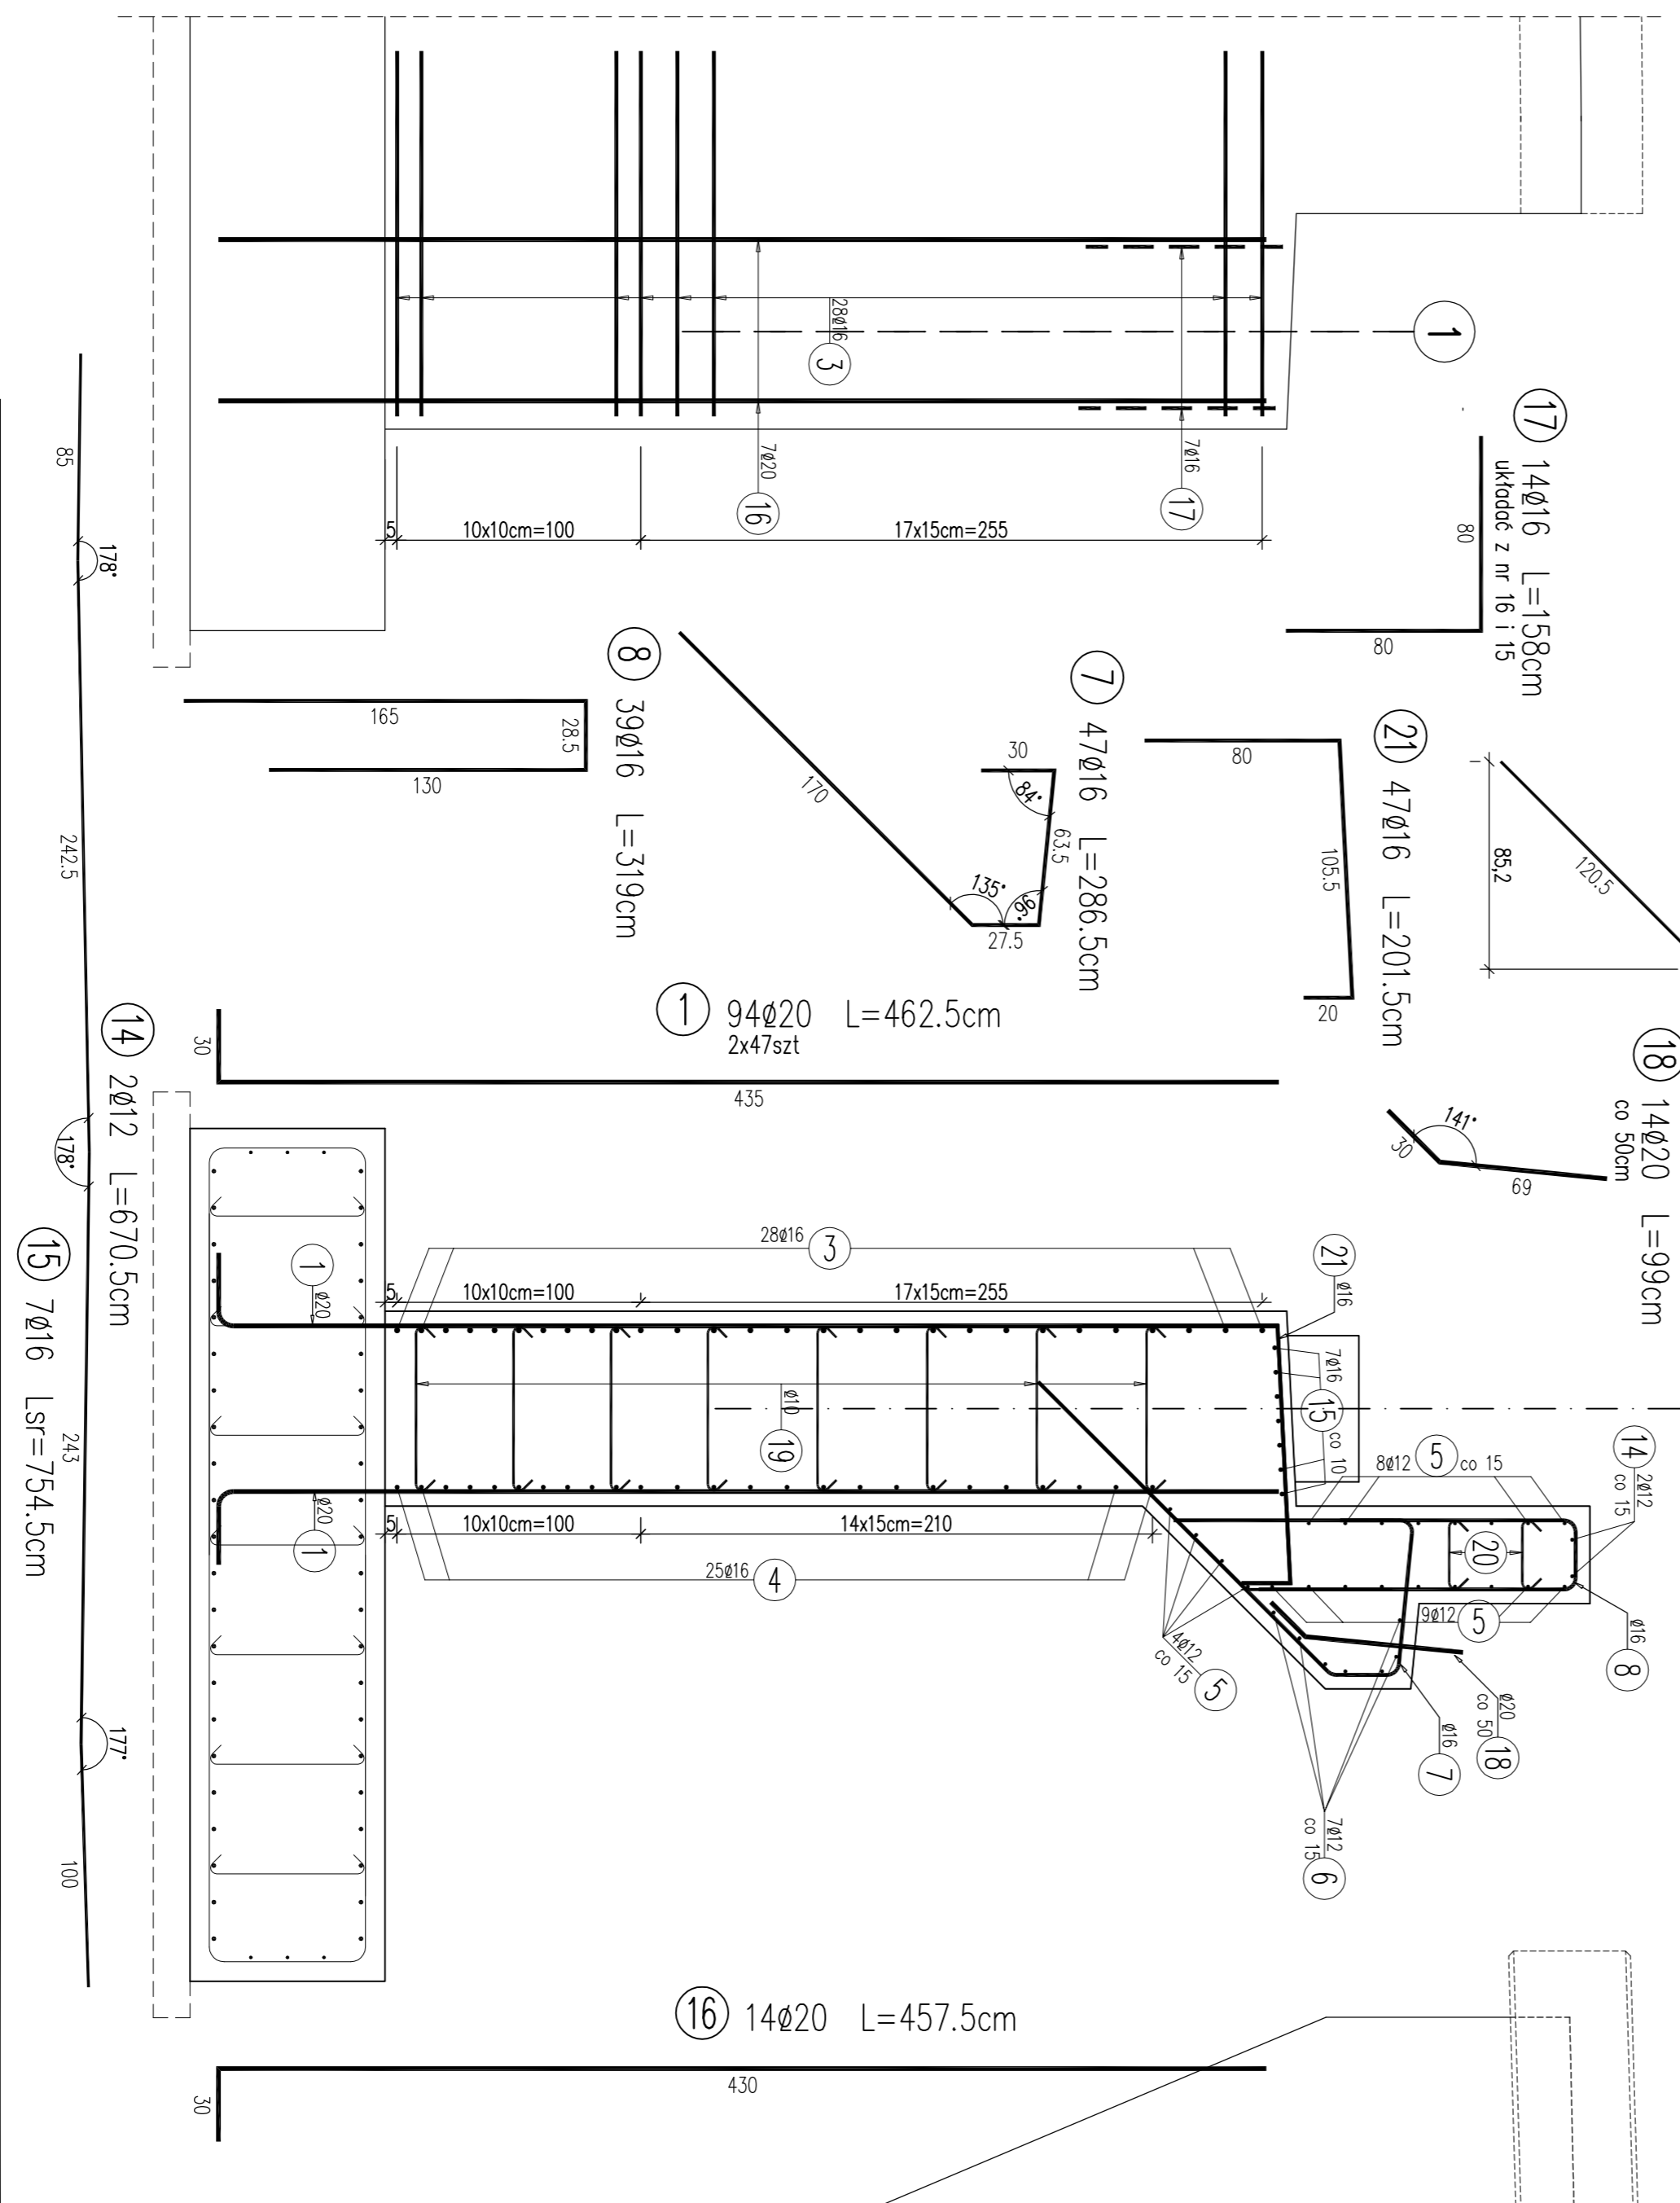 1
28ø16
3
7ø20
16
7ø16
17
5
10x10cm=100
17x15cm=255
17 14ø16 L=158cm
układać z nr 16 i 15
80
80
85
178°
242.5
178°
243
177°
100
14 2ø12 L=670.5cm
15 7ø16 Lsr=754.5cm
8 39ø16 L=319cm
165
28.5
130
7 47ø16 L=286.5cm
30
84°
63.5
96°
27.5
135°
170
21 47ø16 L=201.5cm
80
105.5
20
85,2
120.5
18 14ø20 L=99cm
co 50cm
141°
30
69
1 94ø20 L=462.5cm
2x47szt
30
435
28ø16 3
5
10x10cm=100
17x15cm=255
1
ø20
21 ø16
7ø16
15 co 10
ø10
19
14 2ø12
co 15
8ø12 5 co 15
20
9ø12 5
ø16
8
ø20
co 50
18
ø16
7
7ø12
co 15
6
4ø12
co 15
5
5
10x10cm=100
14x15cm=210
25ø16 4
ø20
1
16 14ø20 L=457.5cm
430
30